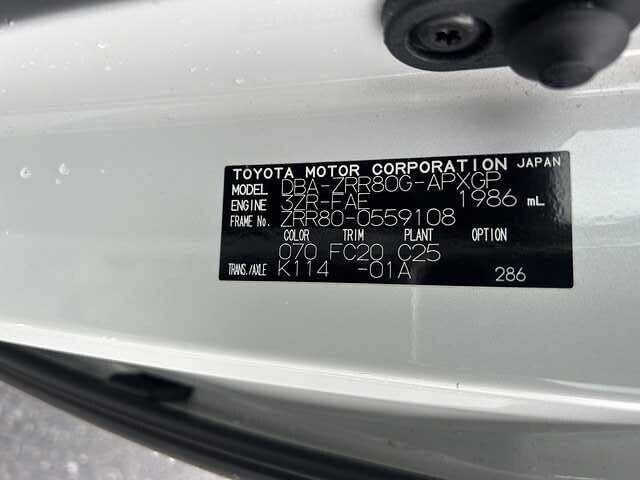 TOYOTA MOTOR CORPORATION JAPAN
MODEL DBA-ZRR80G-APXGP
ENGINE 3ZR-FAE 1986 mL
FRAME No. ZRR80-0559108
COLOR TRIM PLANT OPTION
070 FC20 C25
TRANS./AXLE K114 -01A 286